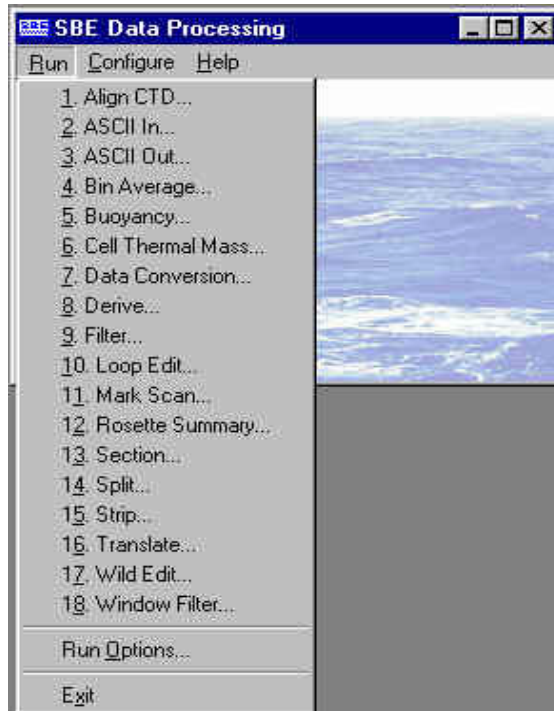 SBE SBE Data Processing
Run Configure Help
1. Align CTD...
2. ASCII In...
3. ASCII Out...
4. Bin Average...
5. Buoyancy...
6. Cell Thermal Mass...
7. Data Conversion...
8. Derive...
9. Filter...
10. Loop Edit...
11. Mark Scan...
12. Rosette Summary...
13. Section...
14. Split...
15. Strip...
16. Translate...
17. Wild Edit...
18. Window Filter...
Run Options...
Exit